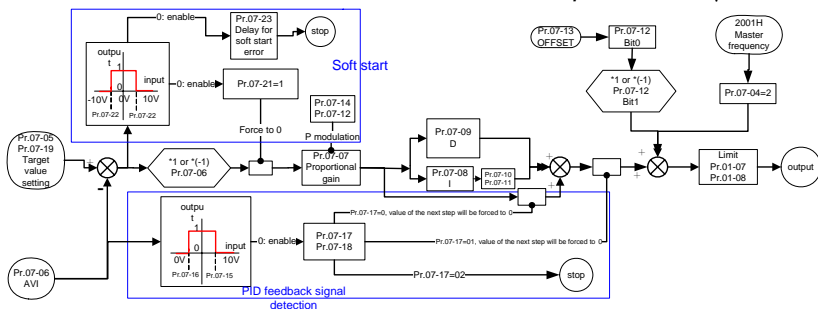 0: enable
Pr.07-23
Delay for
soft start
error
stop
outpu
t
1
input
0
-10V
0V
10V
Pr.07-22
Pr.07-22
0: enable
Pr.07-21=1
Soft start
Pr.07-14
Pr.07-12
Force to 0
P modulation
Pr.07-13
OFFSET
Pr.07-12
Bit0
2001H
Master
frequency
*1 or *(-1)
Pr.07-12
Bit1
Pr.07-04=2
Pr.07-05
Pr.07-19
Target
value
setting
+
-
*1 or *(-1)
Pr.07-06
Pr.07-07
Proportional
gain
Pr.07-09
D
Pr.07-08
I
Pr.07-10
Pr.07-11
+
+
+
+
+
+
Limit
Pr.01-07
Pr.01-08
output
Pr.07-06
AVI
outpu
t
1
input
0
0V
10V
Pr.07-16
Pr.07-15
0: enable
Pr.07-17
Pr.07-18
Pr.07-17=0, value of the next step will be forced to 0
Pr.07-17=01, value of the next step will be forced to 0
Pr.07-17=02
stop
PID feedback signal
detection